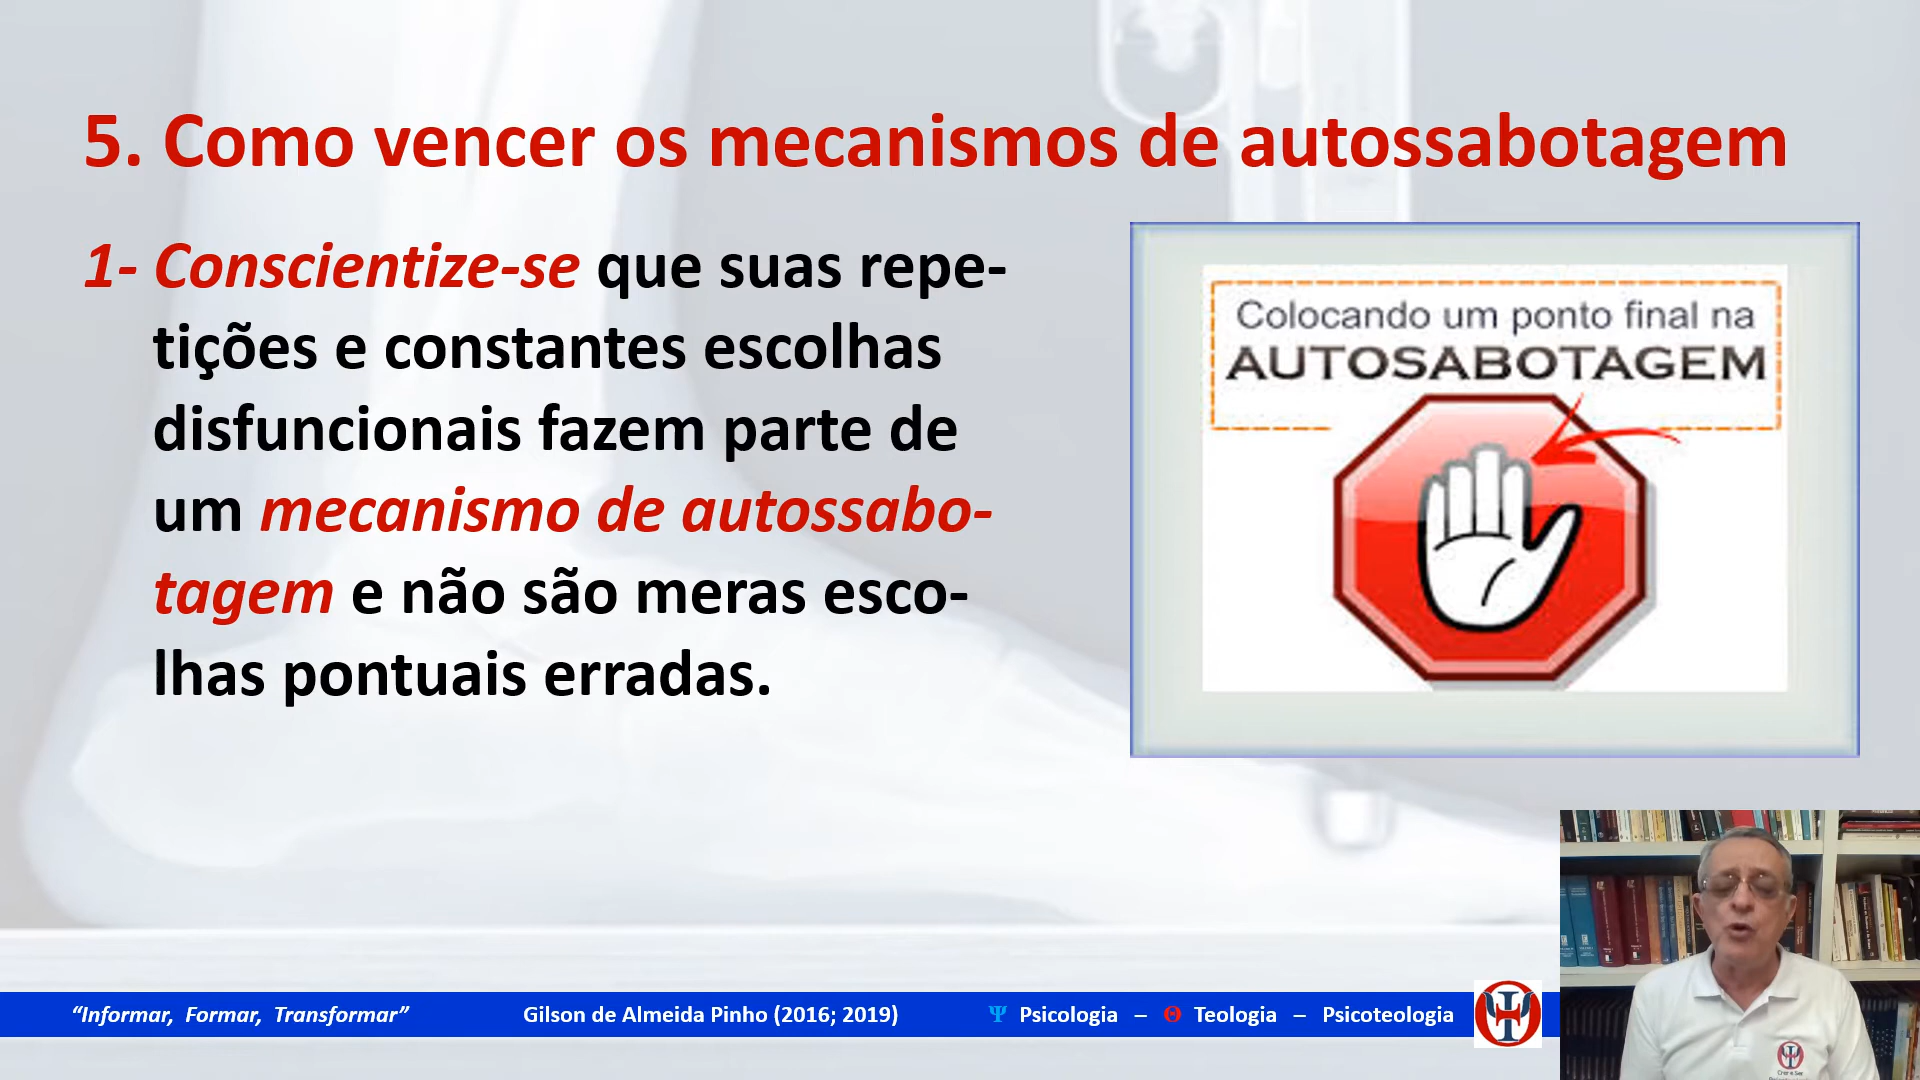 5. Como vencer os mecanismos de autossabotagem
1- Conscientize-se que suas repe-
tições e constantes escolhas
disfuncionais fazem parte de
um mecanismo de autossabo-
tagem e não são meras esco-
lhas pontuais erradas.
Colocando um ponto final na
AUTOSABOTAGEM
“Informar, Formar, Transformar” Gilson de Almeida Pinho (2016; 2019) Ψ Psicologia – Θ Teologia – Psicoteologia